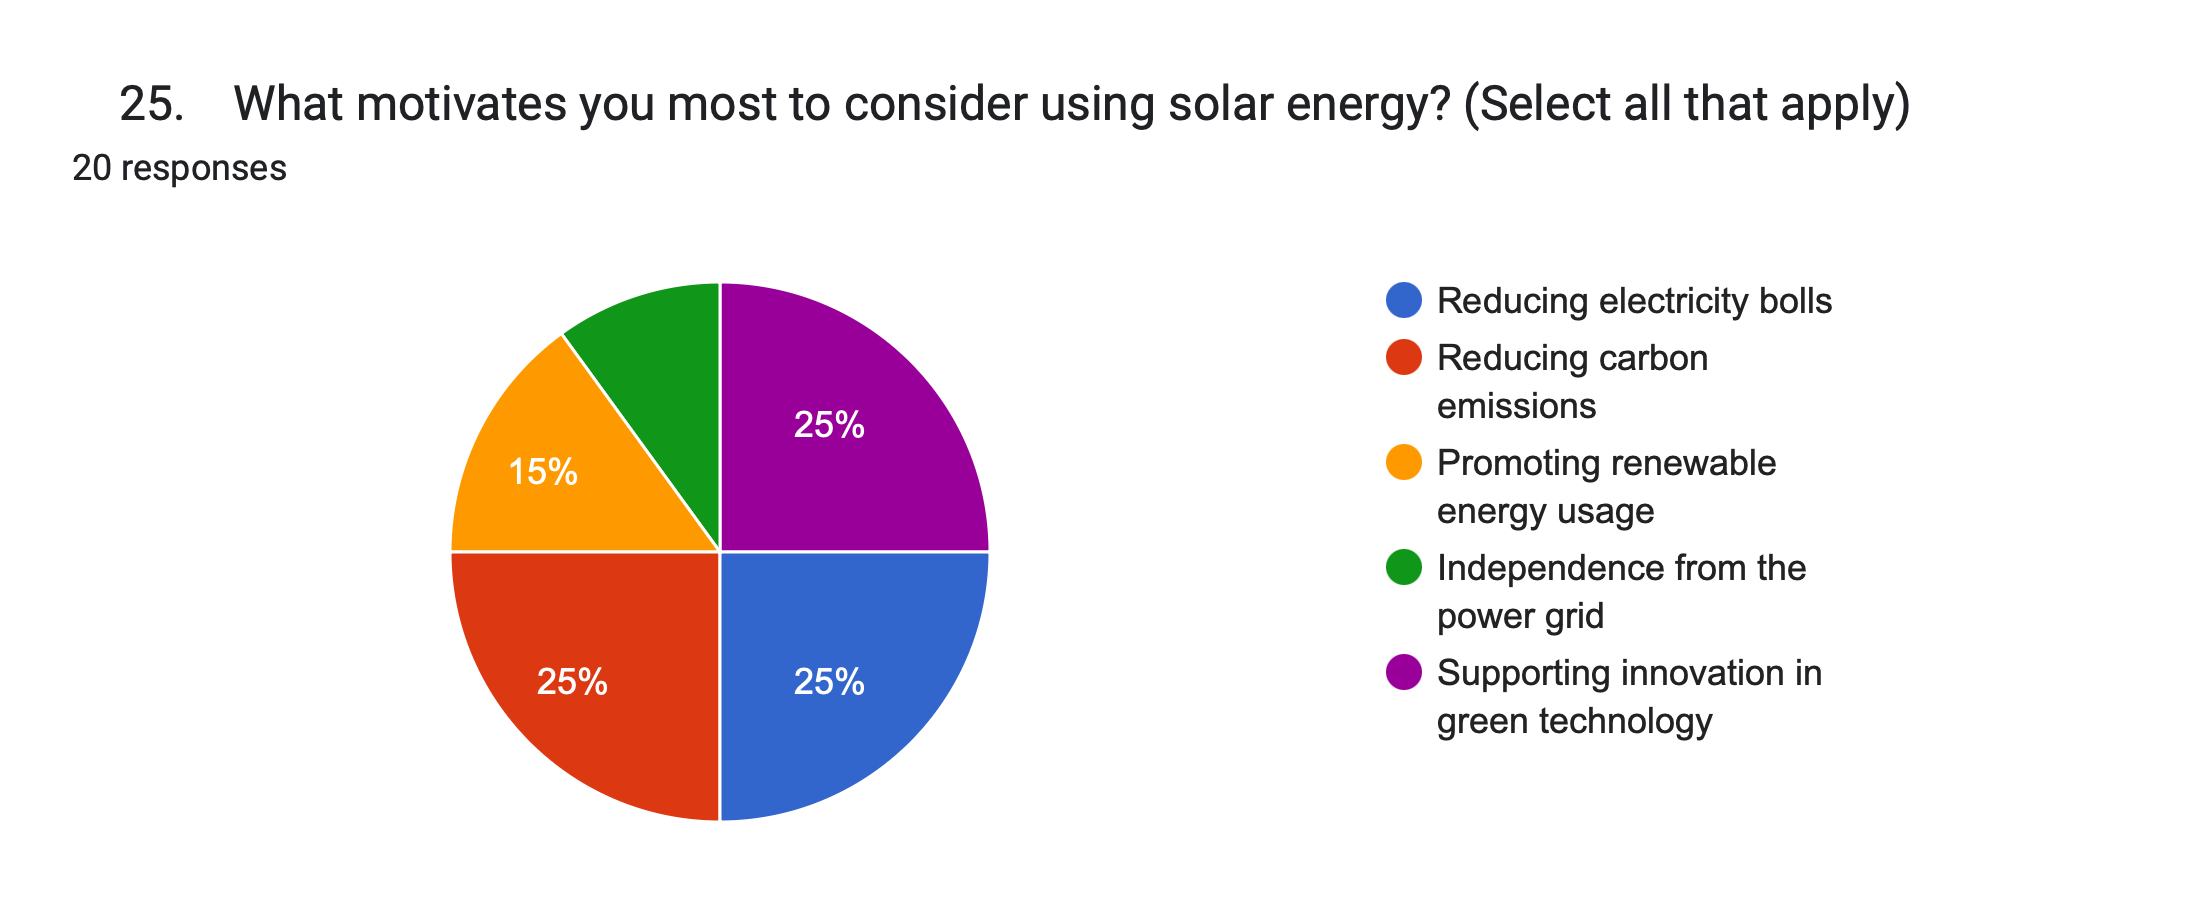 25. What motivates you most to consider using solar energy? (Select all that apply)
20 responses
25%
15%
25%
25%
Reducing electricity bolls
Reducing carbon
emissions
Promoting renewable
energy usage
Independence from the
power grid
Supporting innovation in
green technology